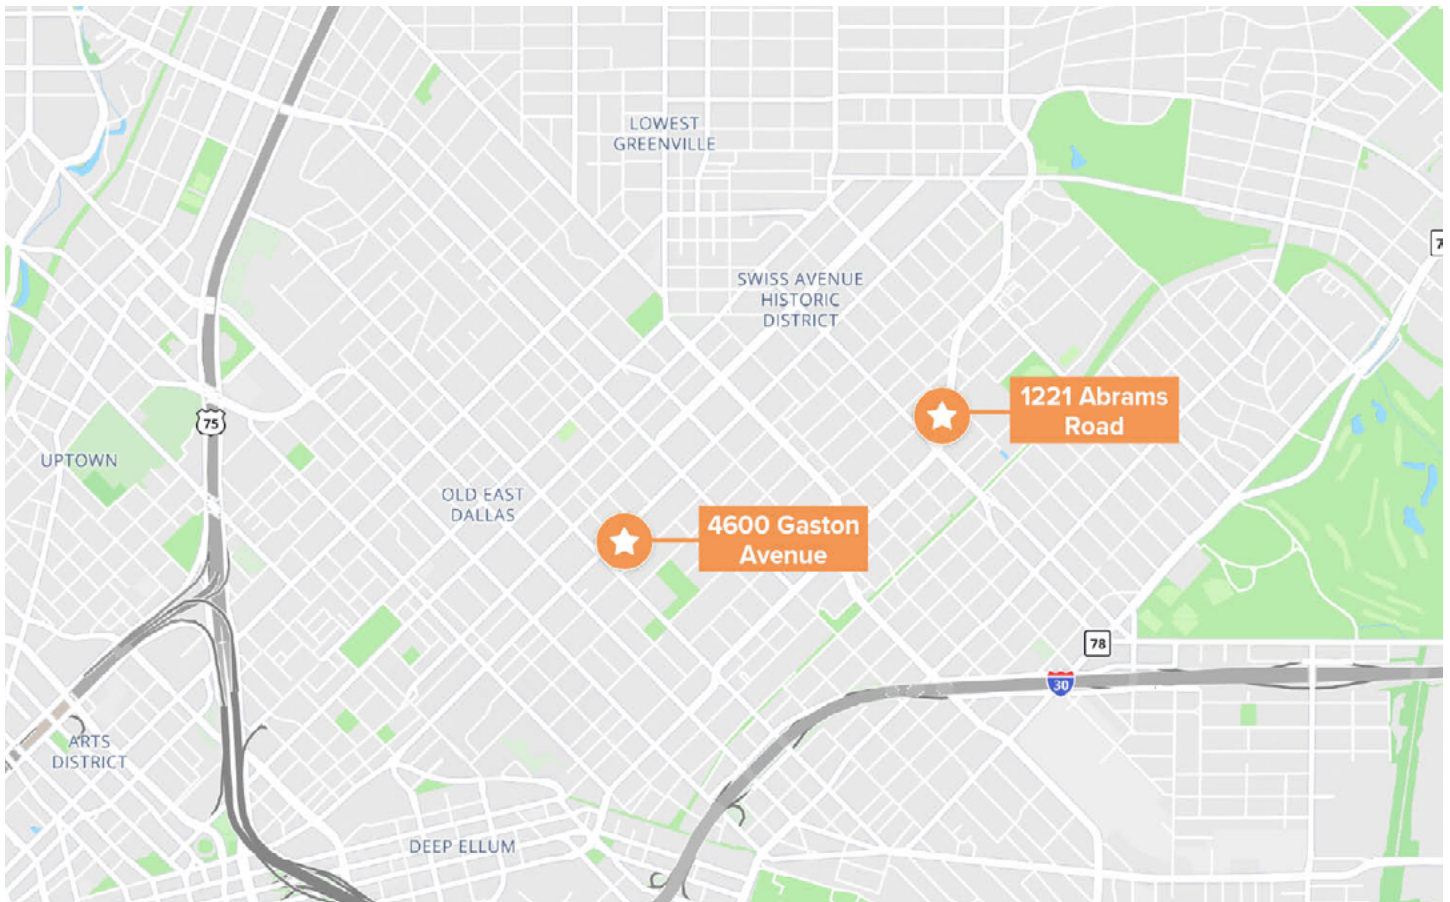 LOWEST
GREENVILLE
SWISS AVENUE
HISTORIC
DISTRICT
1221 Abrams
Road
75
UPTOWN
OLD EAST
DALLAS
4600 Gaston
Avenue
78
30
ARTS
DISTRICT
DEEP ELLUM